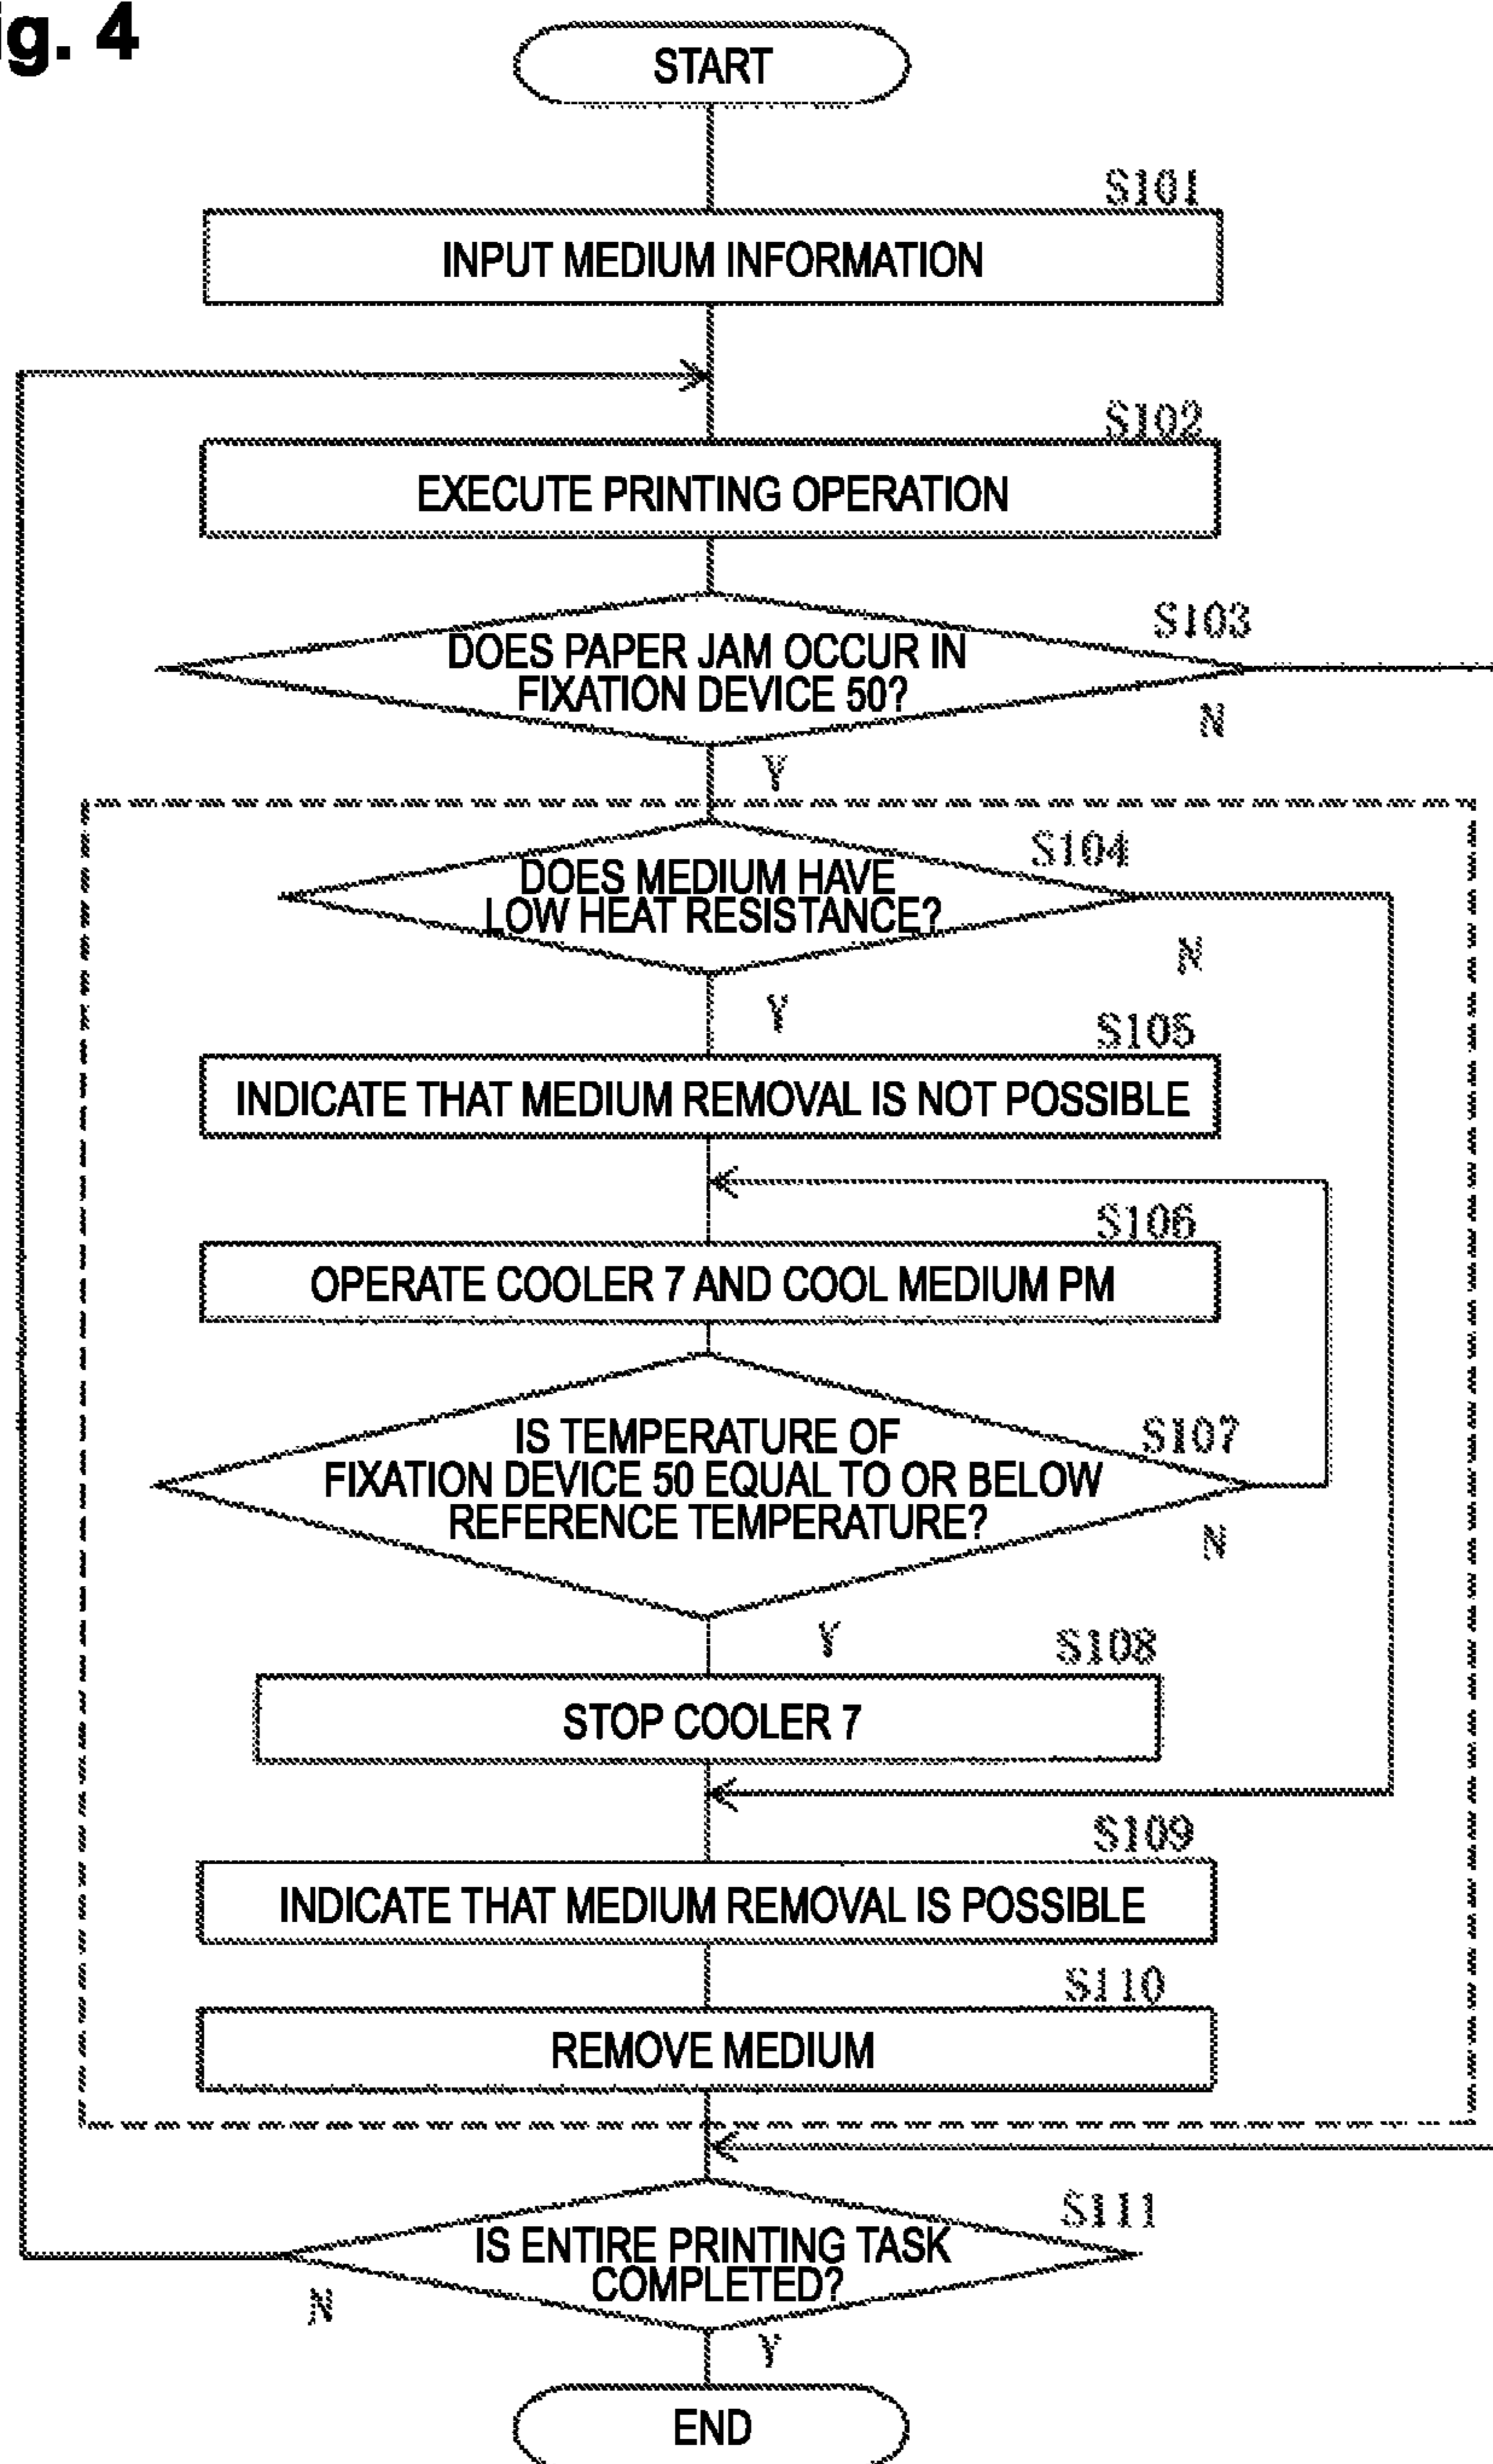 ig. 4
START
S101
INPUT MEDIUM INFORMATION
S102
EXECUTE PRINTING OPERATION
S103
DOES PAPER JAM OCCUR IN
FIXATION DEVICE 50?
N
Y
S104
DOES MEDIUM HAVE
LOW HEAT RESISTANCE?
N
Y
S105
INDICATE THAT MEDIUM REMOVAL IS NOT POSSIBLE
S106
OPERATE COOLER 7 AND COOL MEDIUM PM
S107
IS TEMPERATURE OF
FIXATION DEVICE 50 EQUAL TO OR BELOW
REFERENCE TEMPERATURE?
N
Y
S108
STOP COOLER 7
S109
INDICATE THAT MEDIUM REMOVAL IS POSSIBLE
S110
REMOVE MEDIUM
S111
IS ENTIRE PRINTING TASK
COMPLETED?
N
Y
END